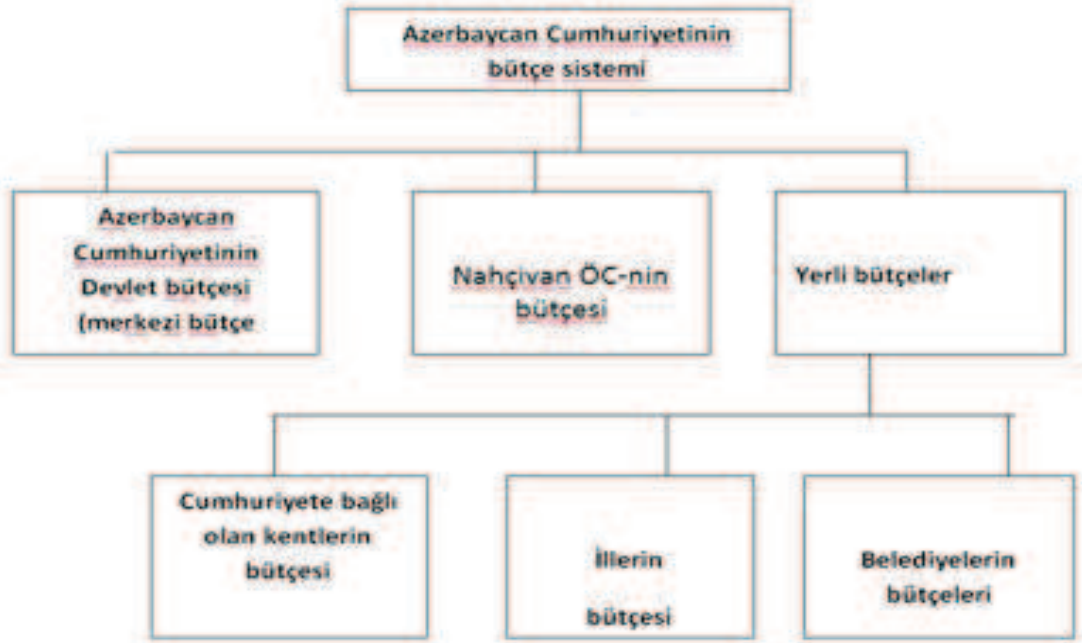 Azerbaycan Cumhuriyetinin
bütçe sistemi
Azerbaycan
Cumhuriyetinin
Devlet bütçesi
(merkezi bütçe
Nahçivan ÖC-nin
bütçesi
Yerli bütçeler
Cumhuriyete bağlı
olan kentlerin
bütçesi
İllerin
bütçesi
Belediyelerin
bütçeleri